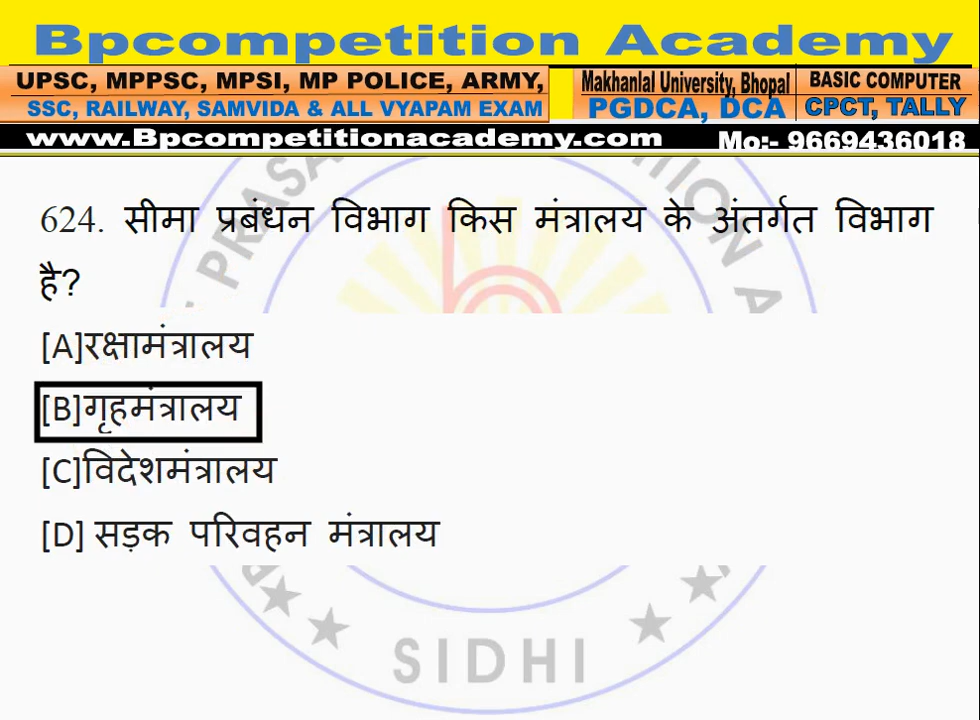 Bpcompetition Academy
UPSC, MPPSC, MPSI, MP POLICE, ARMY,
SSC, RAILWAY, SAMVIDA & ALL VYAPAM EXAM
Makhanlal University, Bhopal
PGDCA, DCA
BASIC COMPUTER
CPCT, TALLY
www.Bpcompetitionacademy.com
Mo:- 9669436018
624. सीमा प्रबंधन विभाग किस मंत्रालय के अंतर्गत विभाग
है?
[A]रक्षामंत्रालय
[B]गृहमंत्रालय
[C]विदेशमंत्रालय
[D] सड़क परिवहन मंत्रालय
SIDHI